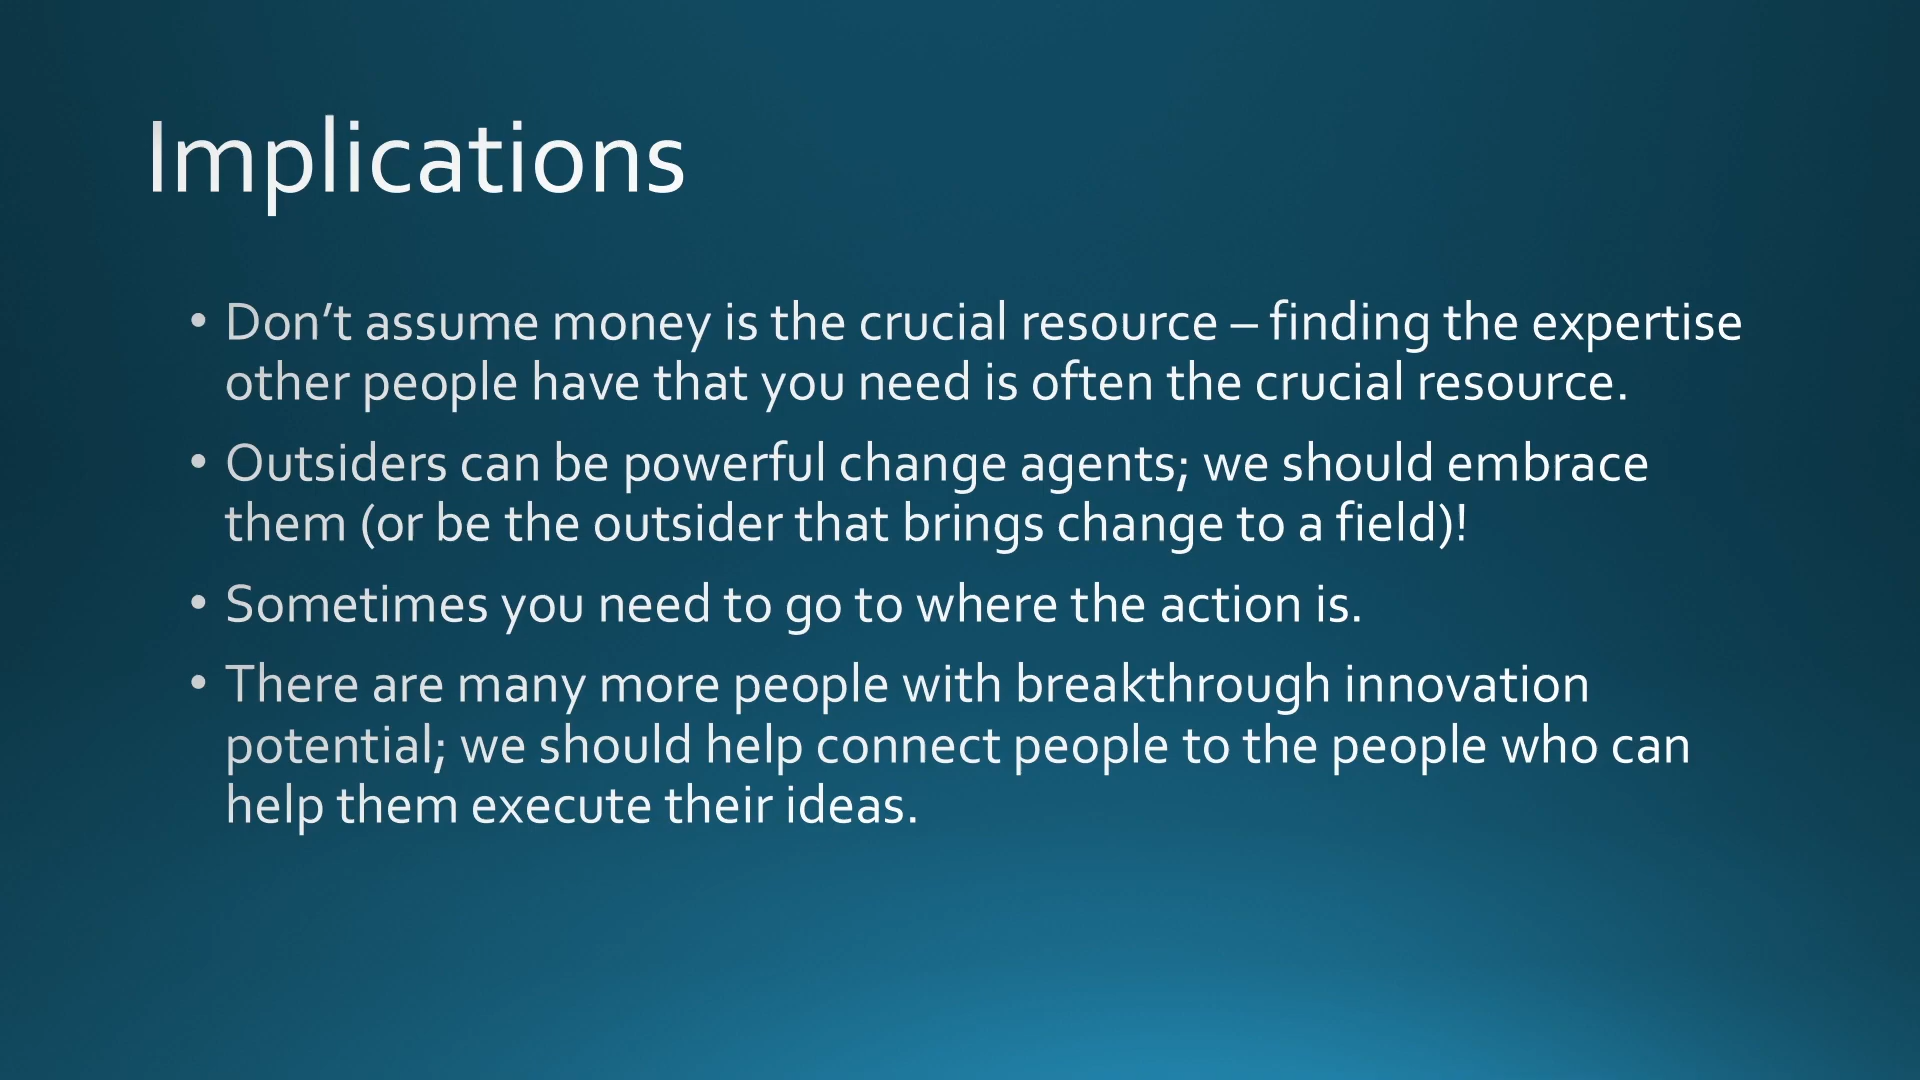 Implications
• Don’t assume money is the crucial resource – finding the expertise
other people have that you need is often the crucial resource.
• Outsiders can be powerful change agents; we should embrace
them (or be the outsider that brings change to a field)!
• Sometimes you need to go to where the action is.
• There are many more people with breakthrough innovation
potential; we should help connect people to the people who can
help them execute their ideas.